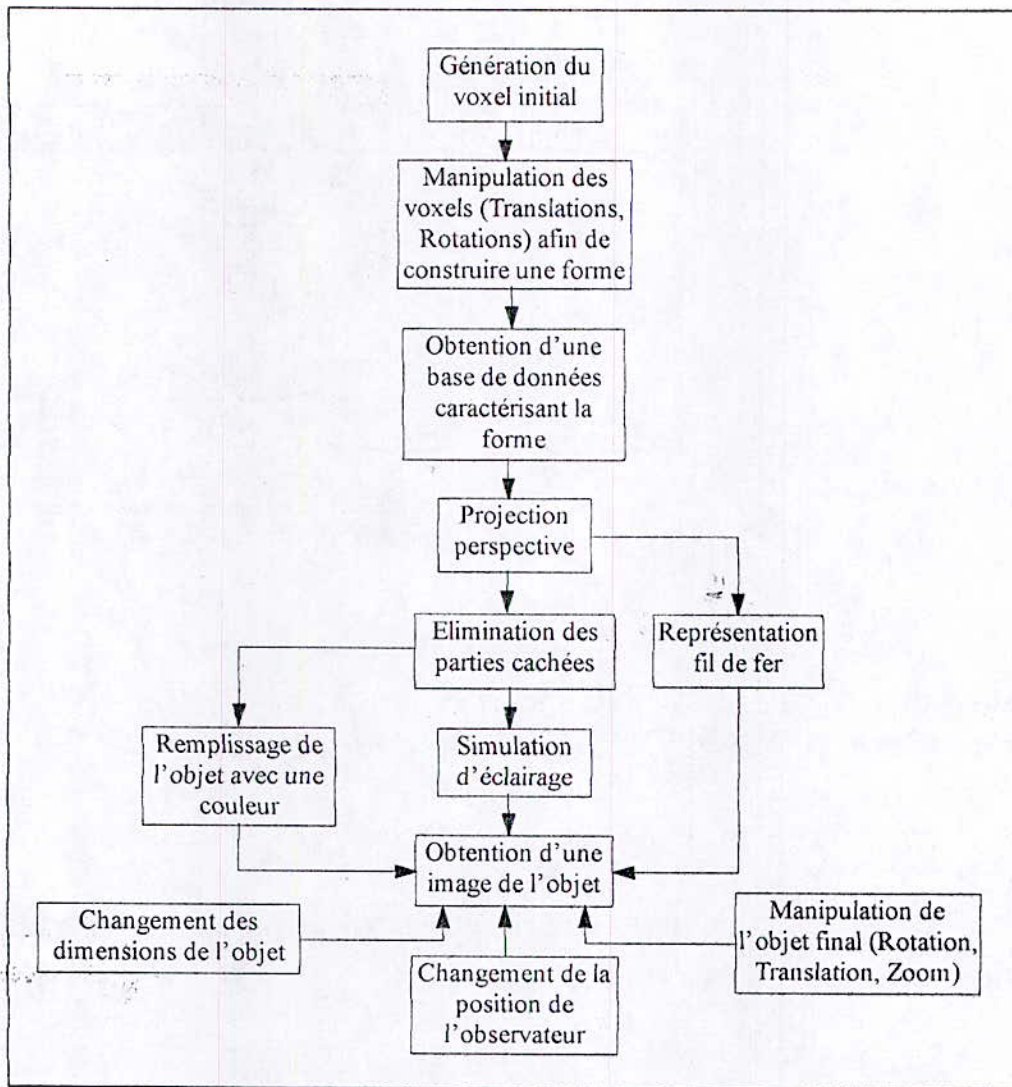 Génération du
voxel initial
Manipulation des
voxels (Translations,
Rotations) afin de
construire une forme
Obtention d'une
base de données
caractérisant la
forme
Projection
perspective
Elimination des
parties cachées
Représentation
fil de fer
Remplissage de
l'objet avec une
couleur
Simulation
d'éclairage
Obtention d'une
image de l'objet
Changement des
dimensions de l'objet
Changement de la
position de
l'observateur
Manipulation de
l'objet final (Rotation,
Translation, Zoom)